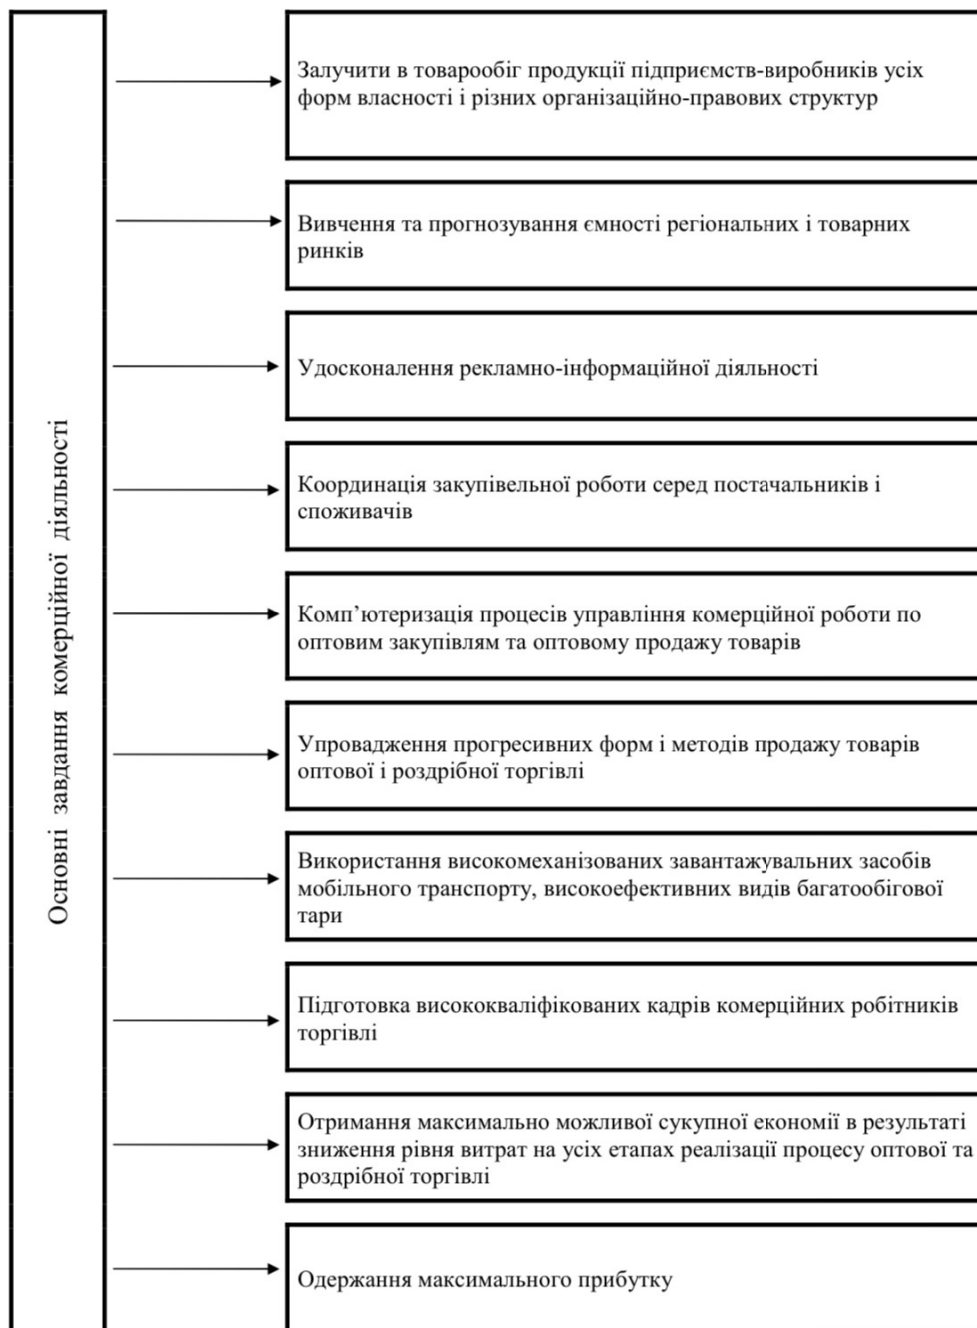 Основні завдання комерційної діяльності
Залучити в товарообіг продукції підприємств-виробників усіх
форм власності і різних організаційно-правових структур
Вивчення та прогнозування ємності регіональних і товарних
ринків
Удосконалення рекламно-інформаційної діяльності
Координація закупівельної роботи серед постачальників і
споживачів
Комп’ютеризація процесів управління комерційної роботи по
оптовим закупівлям та оптовому продажу товарів
Упровадження прогресивних форм і методів продажу товарів
оптової і роздрібної торгівлі
Використання високомеханізованих завантажувальних засобів
мобільного транспорту, високоефективних видів багатообігової
тари
Підготовка висококваліфікованих кадрів комерційних робітників
торгівлі
Отримання максимально можливої сукупної економії в результаті
зниження рівня витрат на усіх етапах реалізації процесу оптової та
роздрібної торгівлі
Одержання максимального прибутку